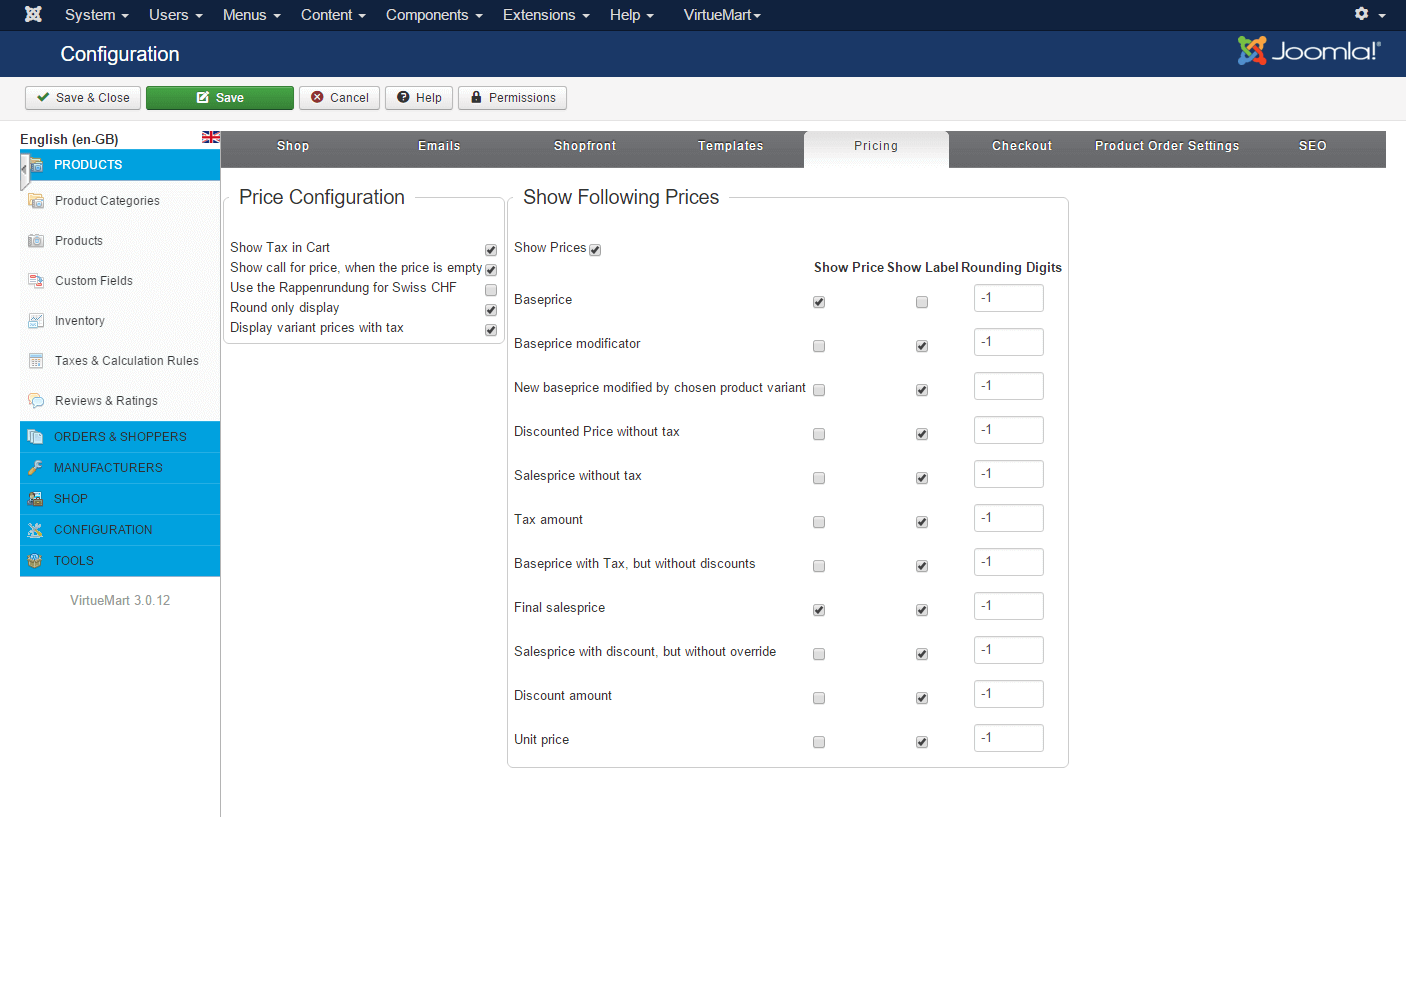 System Users Menus Content Components Extensions Help VirtueMart
Configuration
Joomla!®
Save & Close Save Cancel Help Permissions
English (en-GB)
Shop Emails Shopfront Templates Pricing Checkout Product Order Settings SEO
PRODUCTS
Product Categories
Products
Custom Fields
Inventory
Taxes & Calculation Rules
Reviews & Ratings
ORDERS & SHOPPERS
MANUFACTURERS
SHOP
CONFIGURATION
TOOLS
VirtueMart 3.0.12
Price Configuration
Show Tax in Cart
Show call for price, when the price is empty
Use the Rappenrundung for Swiss CHF
Round only display
Display variant prices with tax
Show Following Prices
Show Prices
Show Price Show Label Rounding Digits
Baseprice -1
Baseprice modificator -1
New baseprice modified by chosen product variant -1
Discounted Price without tax -1
Salesprice without tax -1
Tax amount -1
Baseprice with Tax, but without discounts -1
Final salesprice -1
Salesprice with discount, but without override -1
Discount amount -1
Unit price -1